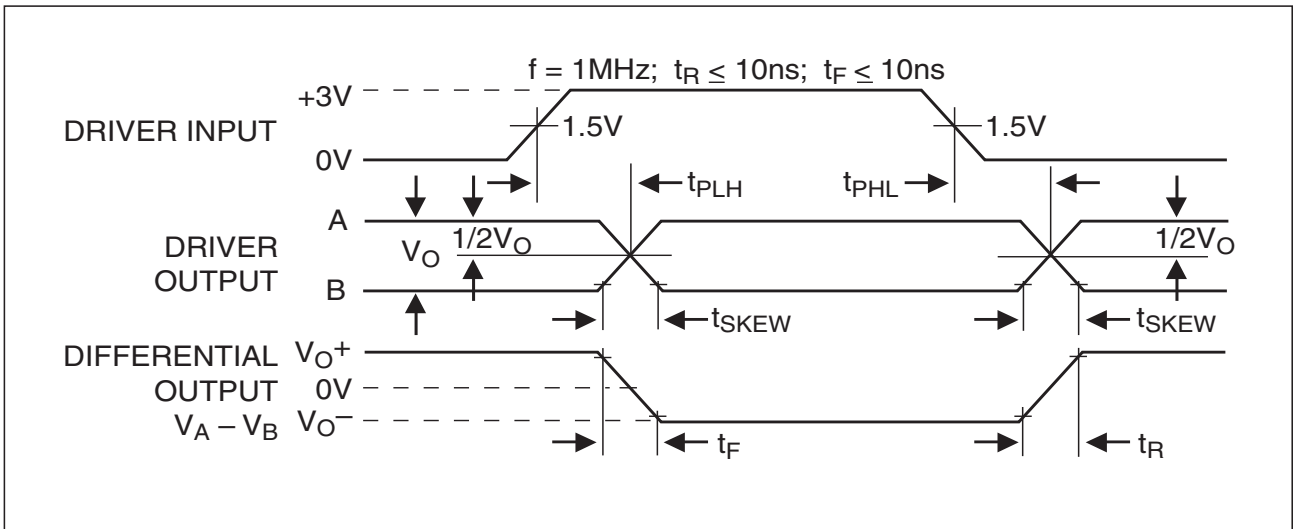 f = 1MHz; tR ≤ 10ns; tF ≤ 10ns
+3V
DRIVER INPUT
1.5V
1.5V
0V
tPLH
tPHL
A
DRIVER OUTPUT
VO
1/2VO
1/2VO
B
tSKEW
tSKEW
DIFFERENTIAL OUTPUT
VA – VB
VO+
0V
VO–
tF
tR